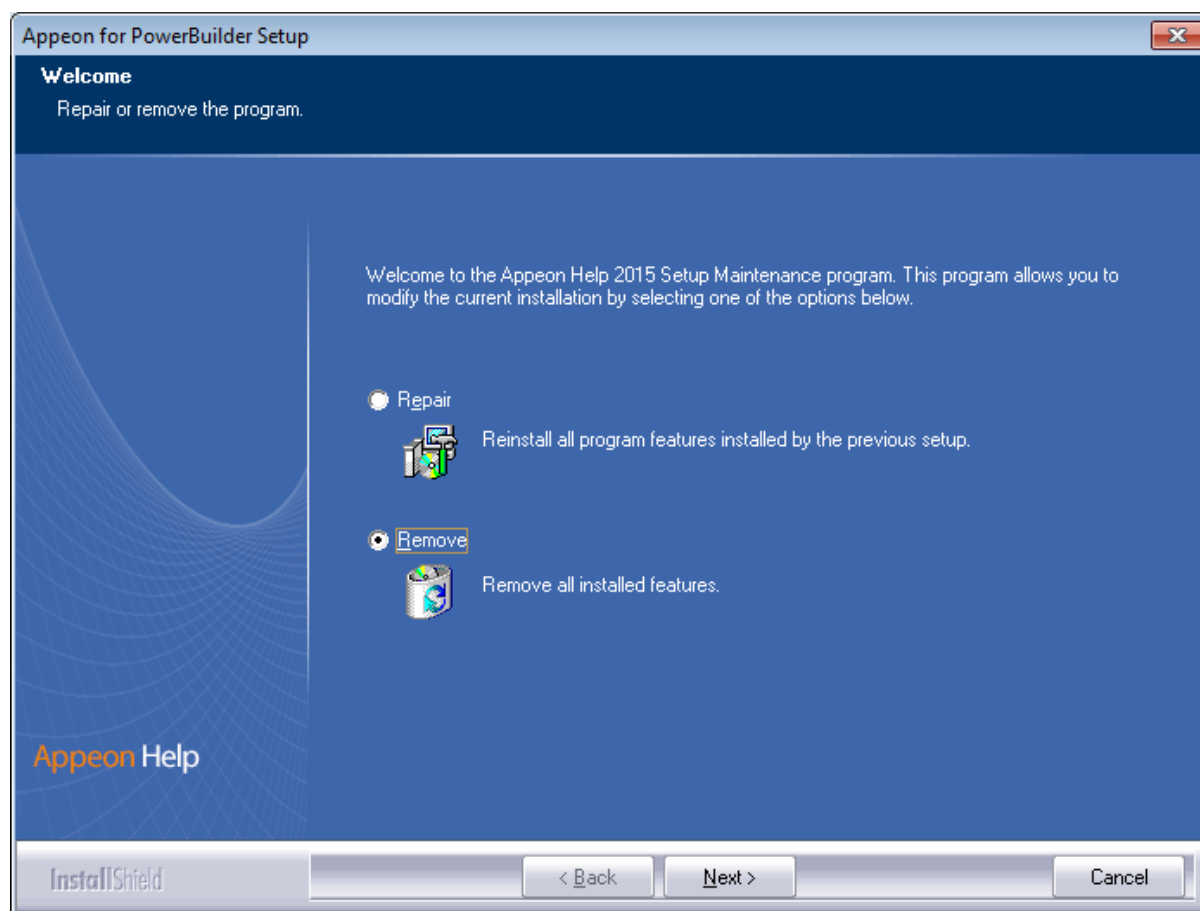 Appeon for PowerBuilder Setup
Welcome
Repair or remove the program.
Welcome to the Appeon Help 2015 Setup Maintenance program. This program allows you to
modify the current installation by selecting one of the options below.
Repair
Reinstall all program features installed by the previous setup.
Remove
Remove all installed features.
Appeon Help
InstallShield
< Back
Next >
Cancel